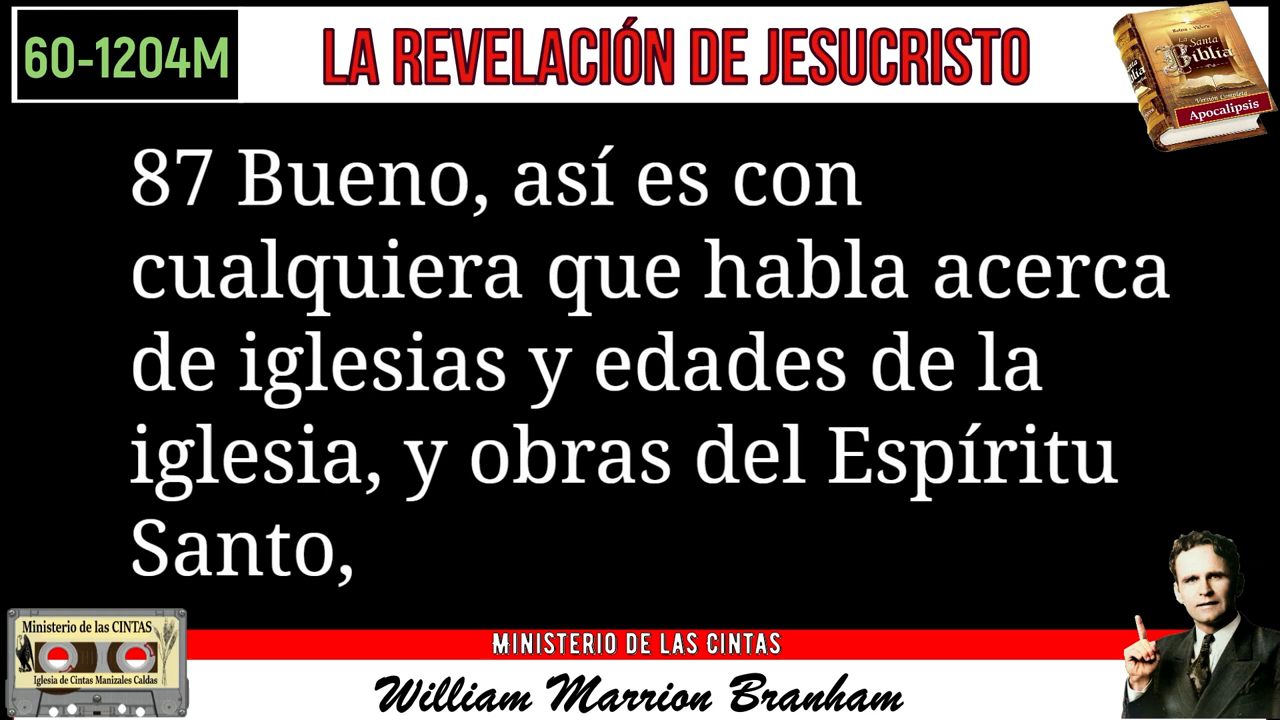 60-1204M
LA REVELACIÓN DE JESUCRISTO
La Santa
Biblia
Versión Completa
Apocalipsis
87 Bueno, así es con
cualquiera que habla acerca
de iglesias y edades de la
iglesia, y obras del Espíritu
Santo,
Ministerio de las CINTAS
Iglesia de Cintas Manizales Caldas
MINISTERIO DE LAS CINTAS
William Marrion Branham